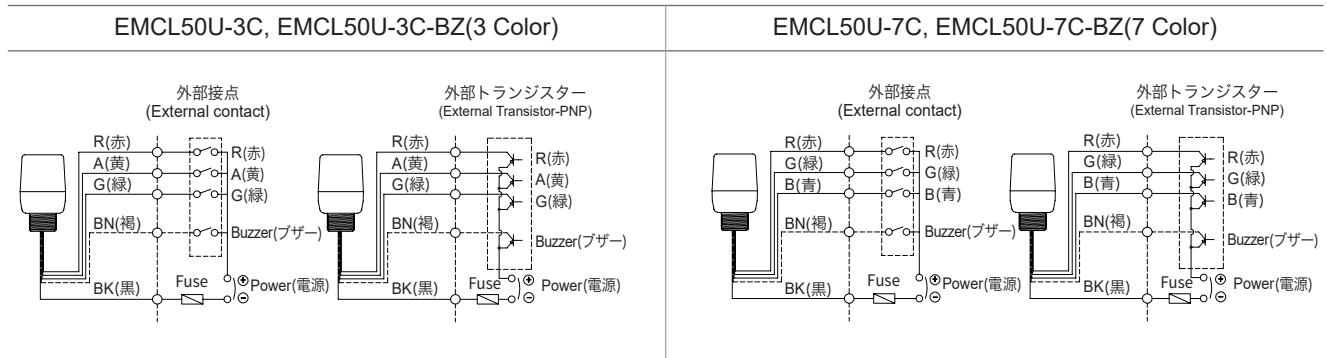 EMCL50U-3C, EMCL50U-3C-BZ(3 Color)
外部接点
(External contact)
R(赤)
A(黄)
G(緑)
BN(褐)
BK(黒)
R(赤)
A(黄)
G(緑)
Buzzer(ブザー)
Fuse
⊕
Power(電源)
⊖
外部トランジスター
(External Transistor-PNP)
R(赤)
A(黄)
G(緑)
BN(褐)
BK(黒)
R(赤)
A(黄)
G(緑)
Buzzer(ブザー)
Fuse
⊕
Power(電源)
⊖
EMCL50U-7C, EMCL50U-7C-BZ(7 Color)
外部接点
(External contact)
R(赤)
G(緑)
B(青)
BN(褐)
BK(黒)
R(赤)
G(緑)
B(青)
Buzzer(ブザー)
Fuse
⊕
Power(電源)
⊖
外部トランジスター
(External Transistor-PNP)
R(赤)
G(緑)
B(青)
BN(褐)
BK(黒)
R(赤)
G(緑)
B(青)
Buzzer(ブザー)
Fuse
⊕
Power(電源)
⊖